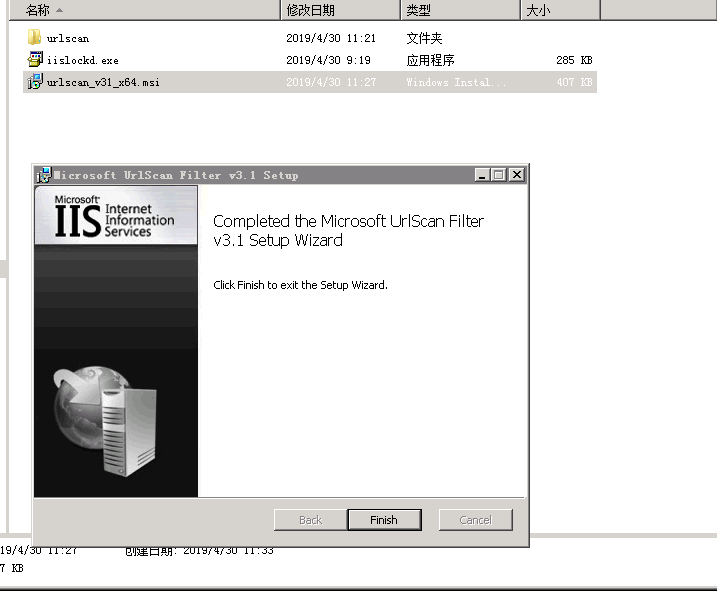 名称 修改日期 类型 大小
urlscan 2019/4/30 11:21 文件夹
iislockd.exe 2019/4/30 9:19 应用程序 285 KB
urlscan_v31_x64.msi 2019/4/30 11:27 Windows Instal... 407 KB
Microsoft UrlScan Filter v3.1 Setup
Microsoft
IIS Internet
Information
Services
Completed the Microsoft UrlScan Filter
v3.1 Setup Wizard
Click Finish to exit the Setup Wizard.
Back Finish Cancel
19/4/30 11:27 创建日期: 2019/4/30 11:33
7 KB